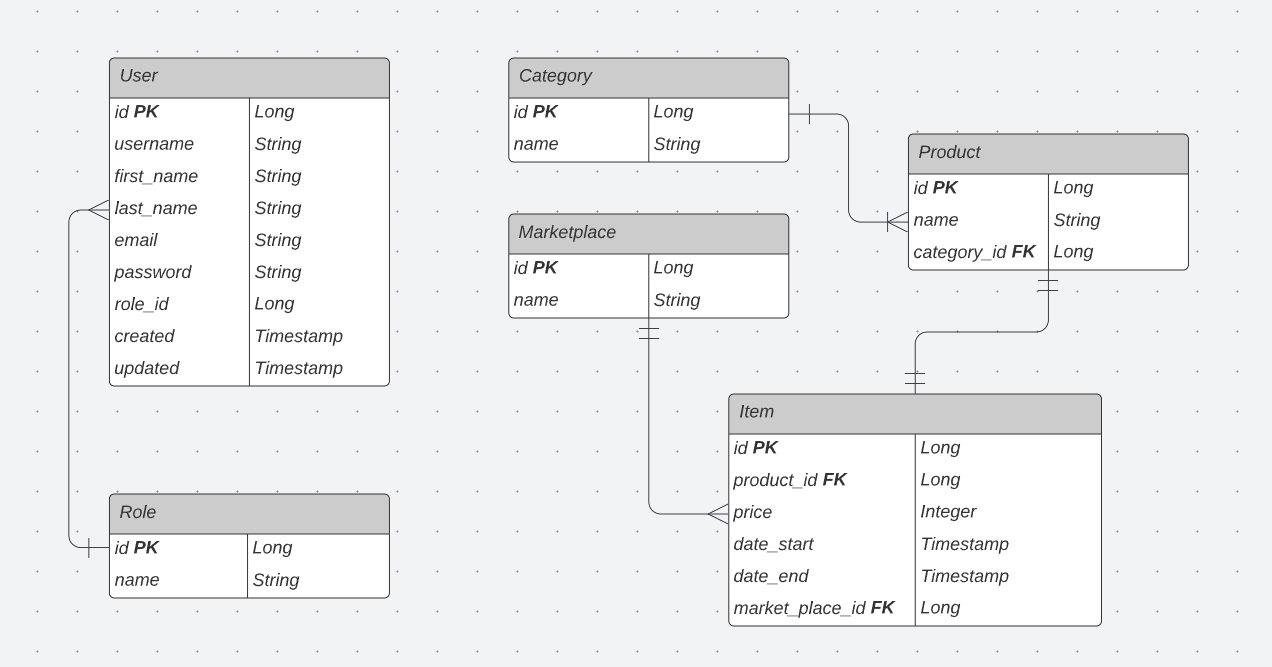 User
id PK Long
username String
first_name String
last_name String
email String
password String
role_id Long
created Timestamp
updated Timestamp
Role
id PK Long
name String
Category
id PK Long
name String
Marketplace
id PK Long
name String
Product
id PK Long
name String
category_id FK Long
Item
id PK Long
product_id FK Long
price Integer
date_start Timestamp
date_end Timestamp
market_place_id FK Long